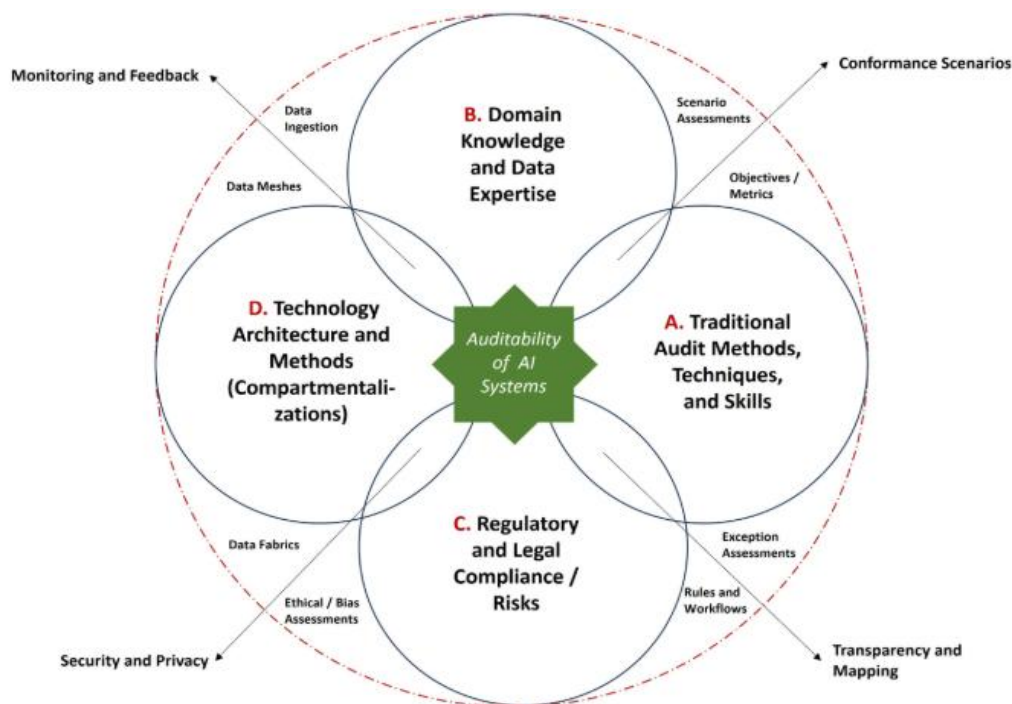 Monitoring and Feedback
Conformance Scenarios
Data
Ingestion
B. Domain
Knowledge
and Data
Expertise
Scenario
Assessments
Data Meshes
Objectives /
Metrics
D. Technology
Architecture and
Methods
(Compartmentali-
zations)
Auditability
of AI
Systems
A. Traditional
Audit Methods,
Techniques,
and Skills
C. Regulatory
and Legal
Compliance /
Risks
Data Fabrics
Exception
Assessments
Ethical / Bias
Assessments
Rules and
Workflows
Security and Privacy
Transparency and
Mapping